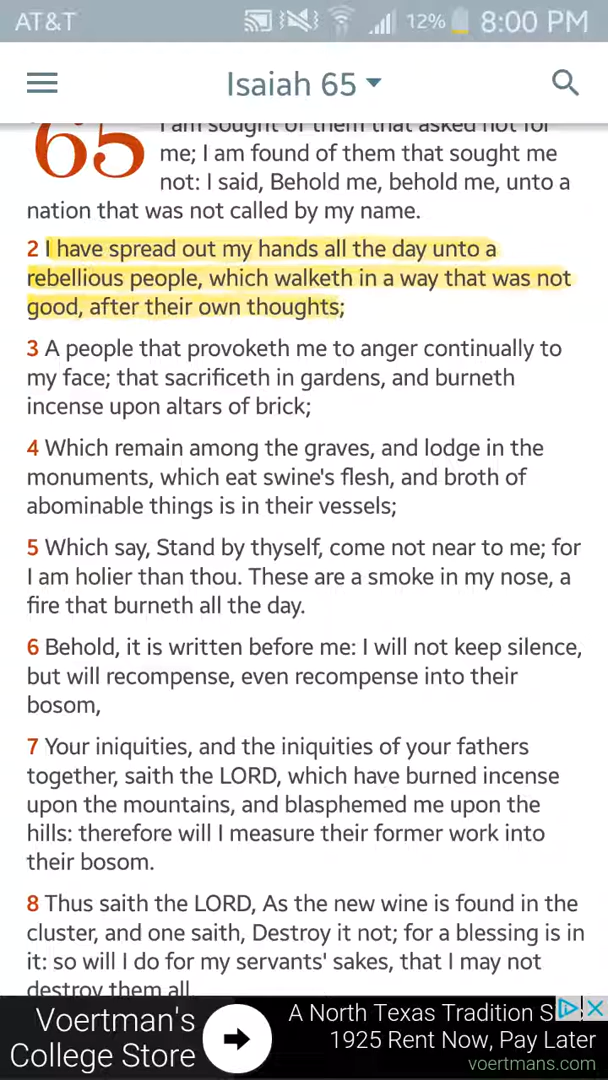 AT&T 12% 8:00 PM
Isaiah 65
65 I am sought of them that asked not for
me; I am found of them that sought me
not: I said, Behold me, behold me, unto a
nation that was not called by my name.
2 I have spread out my hands all the day unto a
rebellious people, which walketh in a way that was not
good, after their own thoughts;
3 A people that provoketh me to anger continually to
my face; that sacrificeth in gardens, and burneth
incense upon altars of brick;
4 Which remain among the graves, and lodge in the
monuments, which eat swine's flesh, and broth of
abominable things is in their vessels;
5 Which say, Stand by thyself, come not near to me; for
I am holier than thou. These are a smoke in my nose, a
fire that burneth all the day.
6 Behold, it is written before me: I will not keep silence,
but will recompense, even recompense into their
bosom,
7 Your iniquities, and the iniquities of your fathers
together, saith the LORD, which have burned incense
upon the mountains, and blasphemed me upon the
hills: therefore will I measure their former work into
their bosom.
8 Thus saith the LORD, As the new wine is found in the
cluster, and one saith, Destroy it not; for a blessing is in
it: so will I do for my servants' sakes, that I may not
destroy them all
Voertman's
College Store
A North Texas Tradition
1925 Rent Now, Pay Later
voertmans.com